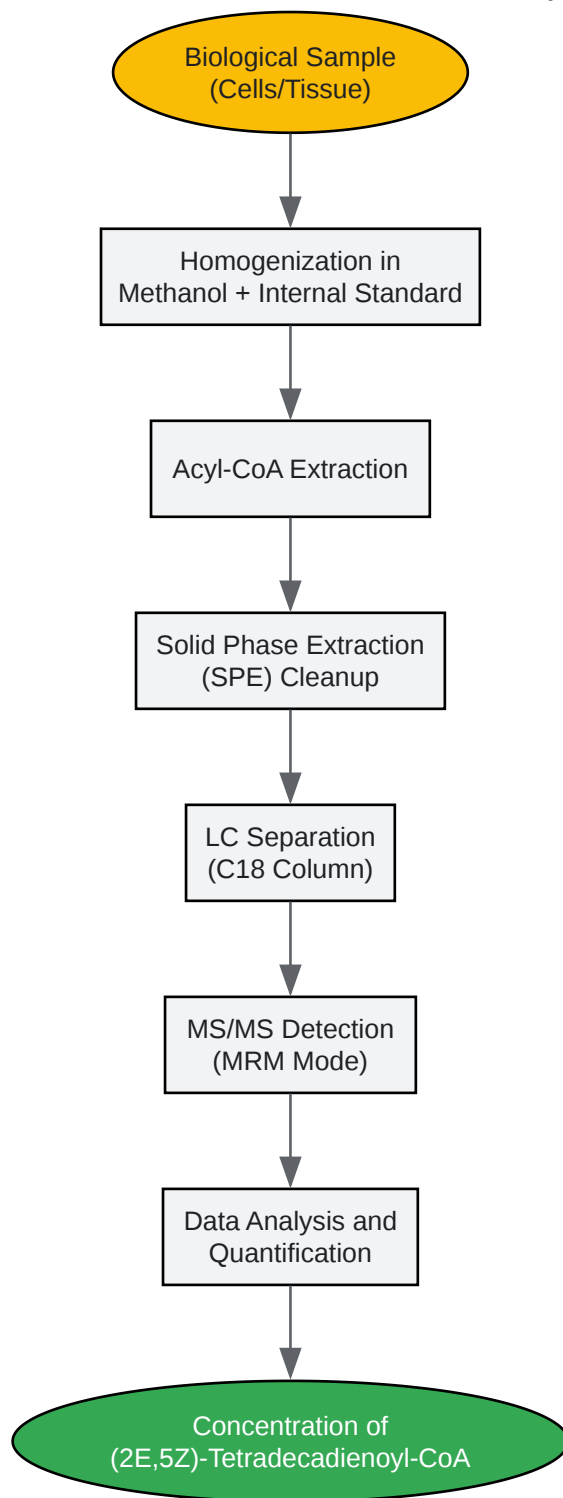 Biological Sample
(Cells/Tissue)
Homogenization in
Methanol + Internal Standard
Acyl-CoA Extraction
Solid Phase Extraction
(SPE) Cleanup
LC Separation
(C18 Column)
MS/MS Detection
(MRM Mode)
Data Analysis and
Quantification
Concentration of
(2E,5Z)-Tetradecadienoyl-CoA